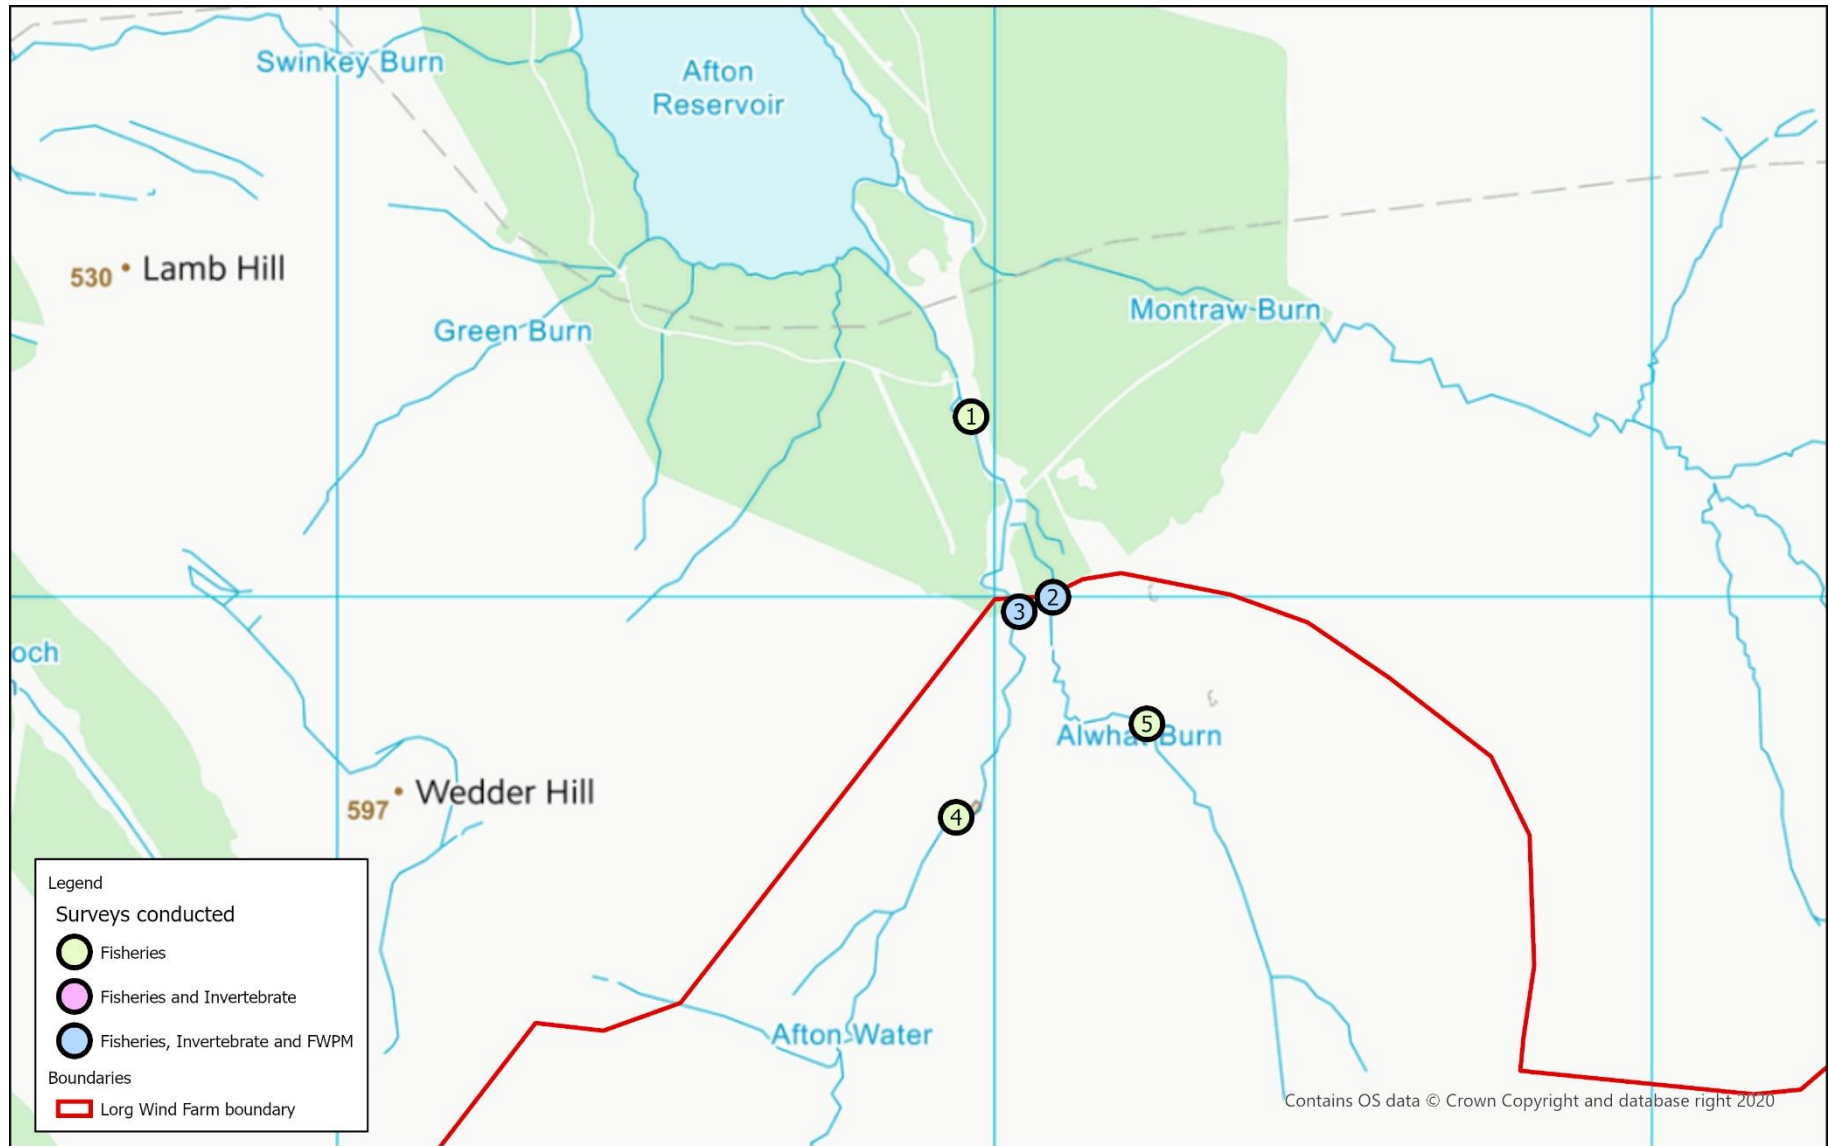 Swinkey Burn
Afton
Reservoir
530 Lamb Hill
Green Burn
Montraw Burn
1
2
3
och
5
Alwhat Burn
Wedder Hill
597
4
Afton Water
Legend
Surveys conducted
Fisheries
Fisheries and Invertebrate
Fisheries, Invertebrate and FWPM
Boundaries
Lorg Wind Farm boundary
Contains OS data © Crown Copyright and database right 2020